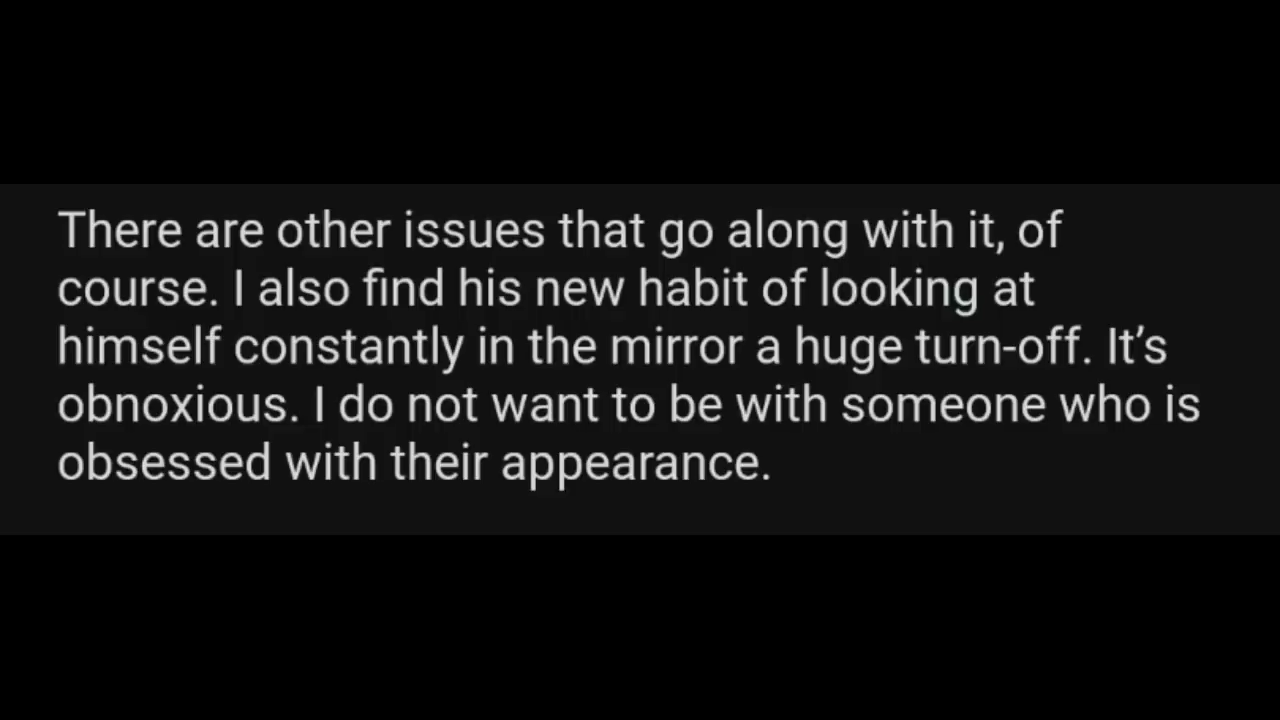 There are other issues that go along with it, of
course. I also find his new habit of looking at
himself constantly in the mirror a huge turn-off. It’s
obnoxious. I do not want to be with someone who is
obsessed with their appearance.